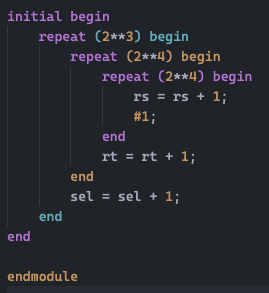 initial begin
    repeat (2**3) begin
        repeat (2**4) begin
            repeat (2**4) begin
                rs = rs + 1;
                #1;
            end
            rt = rt + 1;
        end
        sel = sel + 1;
    end
end

endmodule